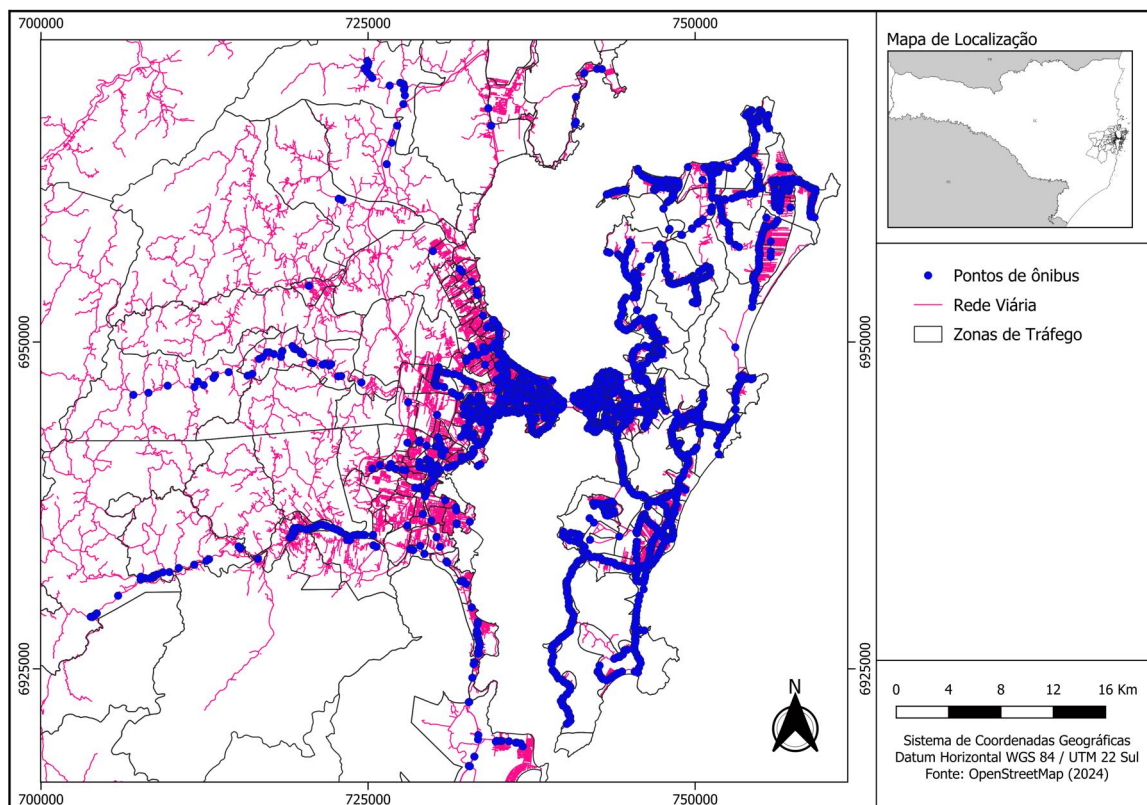 700000
725000
750000
6950000
6925000
6950000
6925000
700000
725000
750000
N
Mapa de Localização
Pontos de ônibus
Rede Viária
Zonas de Tráfego
0 4 8 12 16 Km
Sistema de Coordenadas Geográficas
Datum Horizontal WGS 84 / UTM 22 Sul
Fonte: OpenStreetMap (2024)